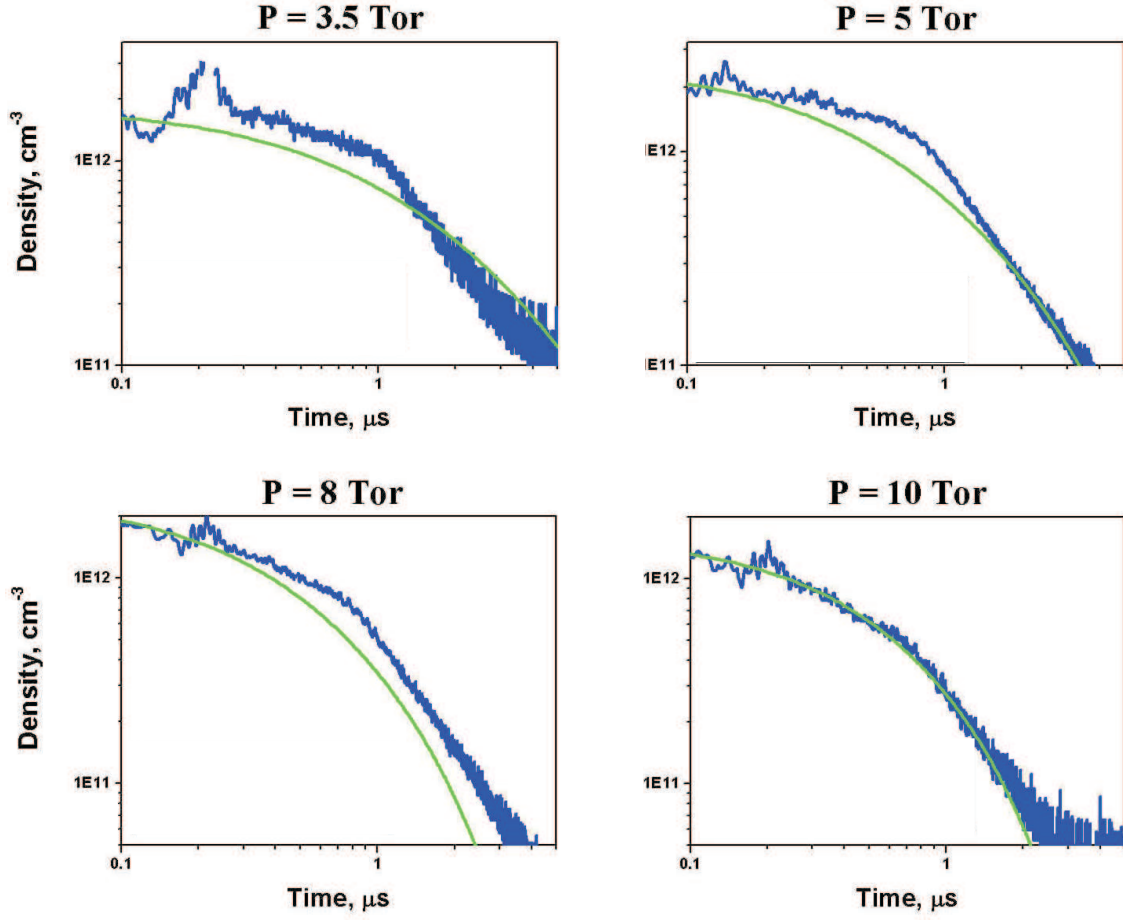 P = 3.5 Tor
P = 5 Tor
Density, cm-3
1E12
1E11
0.1
1
Time, μs
E12
IE11
0.1
1
Time, μs
P = 8 Tor
P = 10 Tor
Density, cm-3
1E12
1E11
0.1
1
Time, μs
1E12
1E11
0.1
1
Time, μs